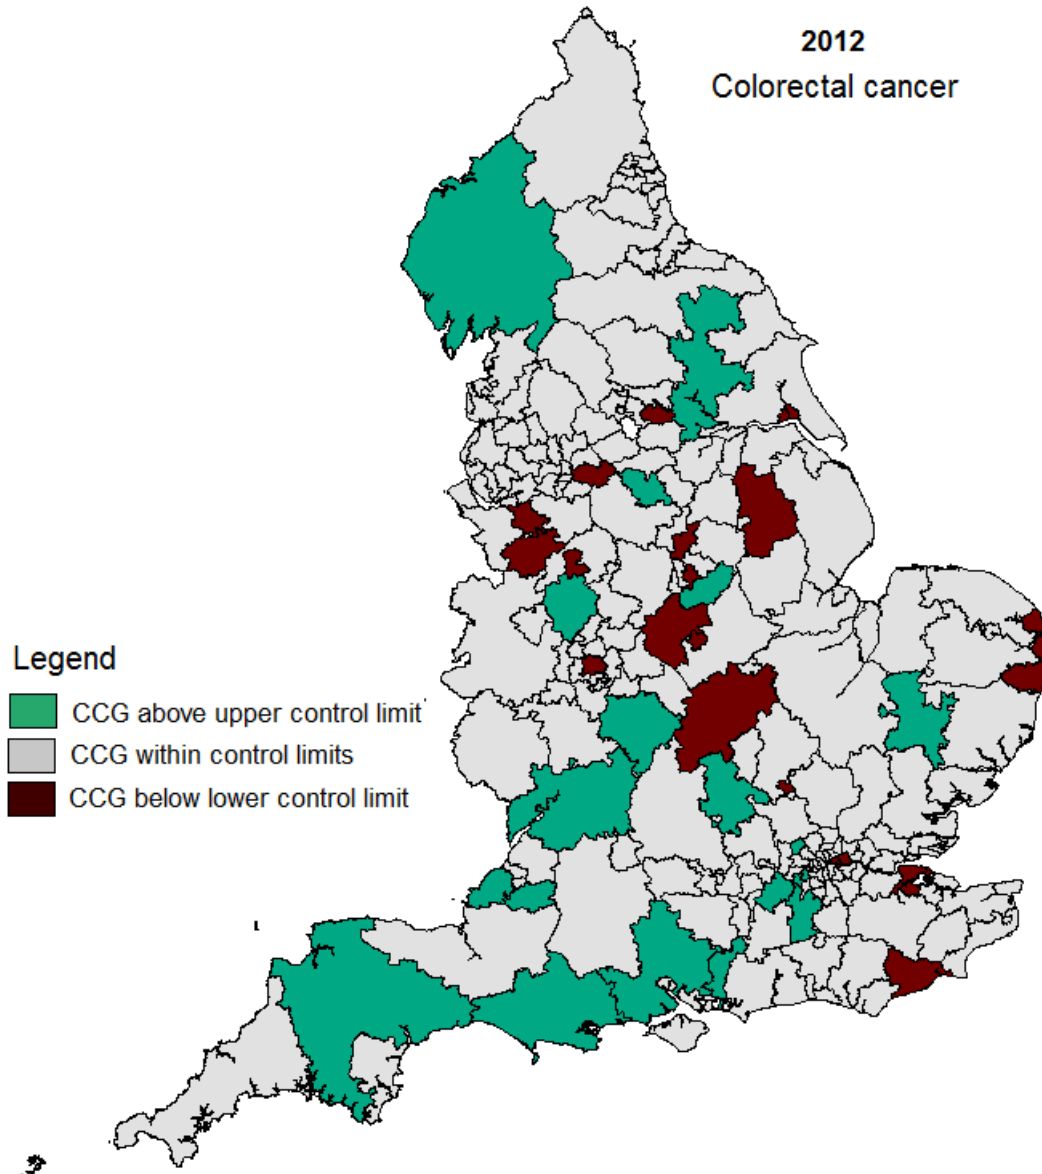 2012
Colorectal cancer
Legend
CCG above upper control limit
CCG within control limits
CCG below lower control limit